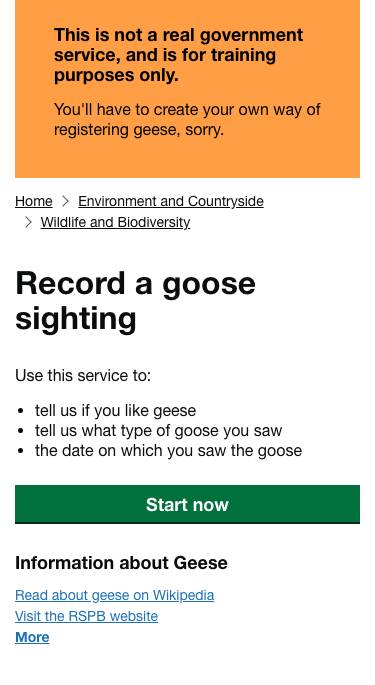 This is not a real government
service, and is for training
purposes only.
You'll have to create your own way of
registering geese, sorry.
Home > Environment and Countryside
> Wildlife and Biodiversity
Record a goose
sighting
Use this service to:
• tell us if you like geese
• tell us what type of goose you saw
• the date on which you saw the goose
Start now
Information about Geese
Read about geese on Wikipedia
Visit the RSPB website
More